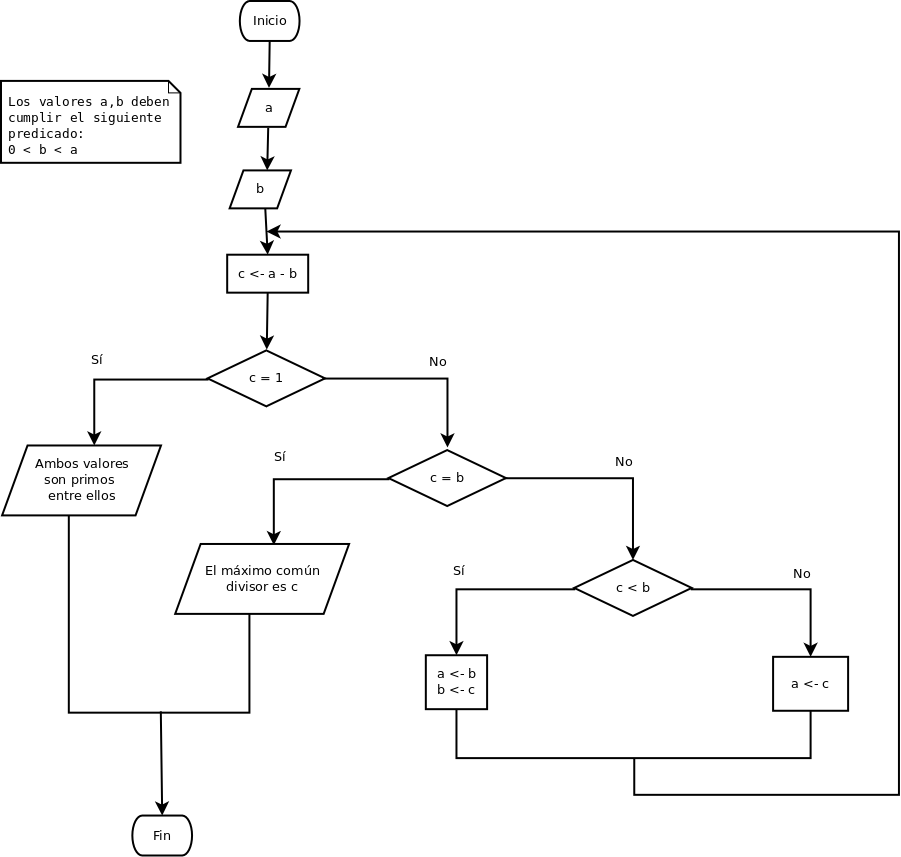 Inicio
Los valores a,b deben
cumplir el siguiente
predicado:
0 < b < a
a
b
c <- a - b
Sí
No
c = 1
Ambos valores
son primos
entre ellos
Sí
No
c = b
El máximo común
divisor es c
Sí
No
c < b
a <- b
b <- c
a <- c
Fin